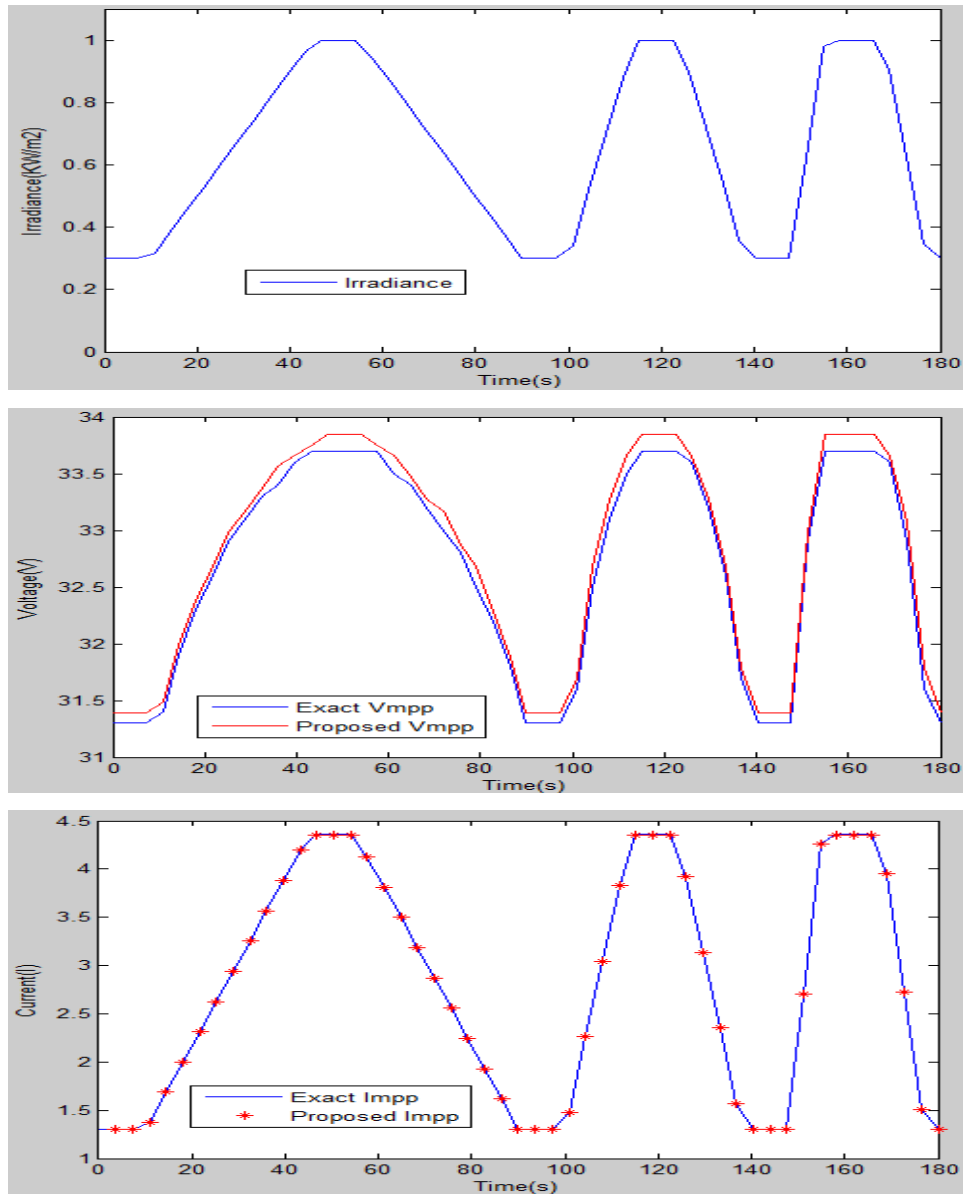 Irradiance(KW/m2)
1
0.8
0.6
0.4
0.2
0
Irradiance
0 20 40 60 80 100 120 140 160 180
Time(s)
Voltage(V)
34
33.5
33
32.5
32
31.5
31
Exact Vmpp
Proposed Vmpp
0 20 40 60 80 100 120 140 160 180
Time(s)
Current(I)
4.5
4
3.5
3
2.5
2
1.5
1
Exact Impp
Proposed Impp
0 20 40 60 80 100 120 140 160 180
Time(s)